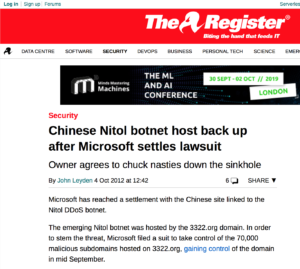 Log in | Sign up Forums
Serverless
The A Register®
Biting the hand that feeds IT
DATA CENTRE SOFTWARE SECURITY DEVOPS BUSINESS PERSONAL TECH SCIENCE EMER
m Minds Mastering Machines
THE ML
AND AI
CONFERENCE
30 SEPT - 02 OCT // 2019
LONDON
Security
Chinese Nitol botnet host back up
after Microsoft settles lawsuit
Owner agrees to chuck nasties down the sinkhole
By John Leyden 4 Oct 2012 at 12:42 6 SHARE ▼
Microsoft has reached a settlement with the Chinese site linked to the
Nitol DDoS botnet.
The emerging Nitol botnet was hosted by the 3322.org domain. In order
to stem the threat, Microsoft filed a suit to take control of the 70,000
malicious subdomains hosted on 3322.org, gaining control of the domain
in mid September.